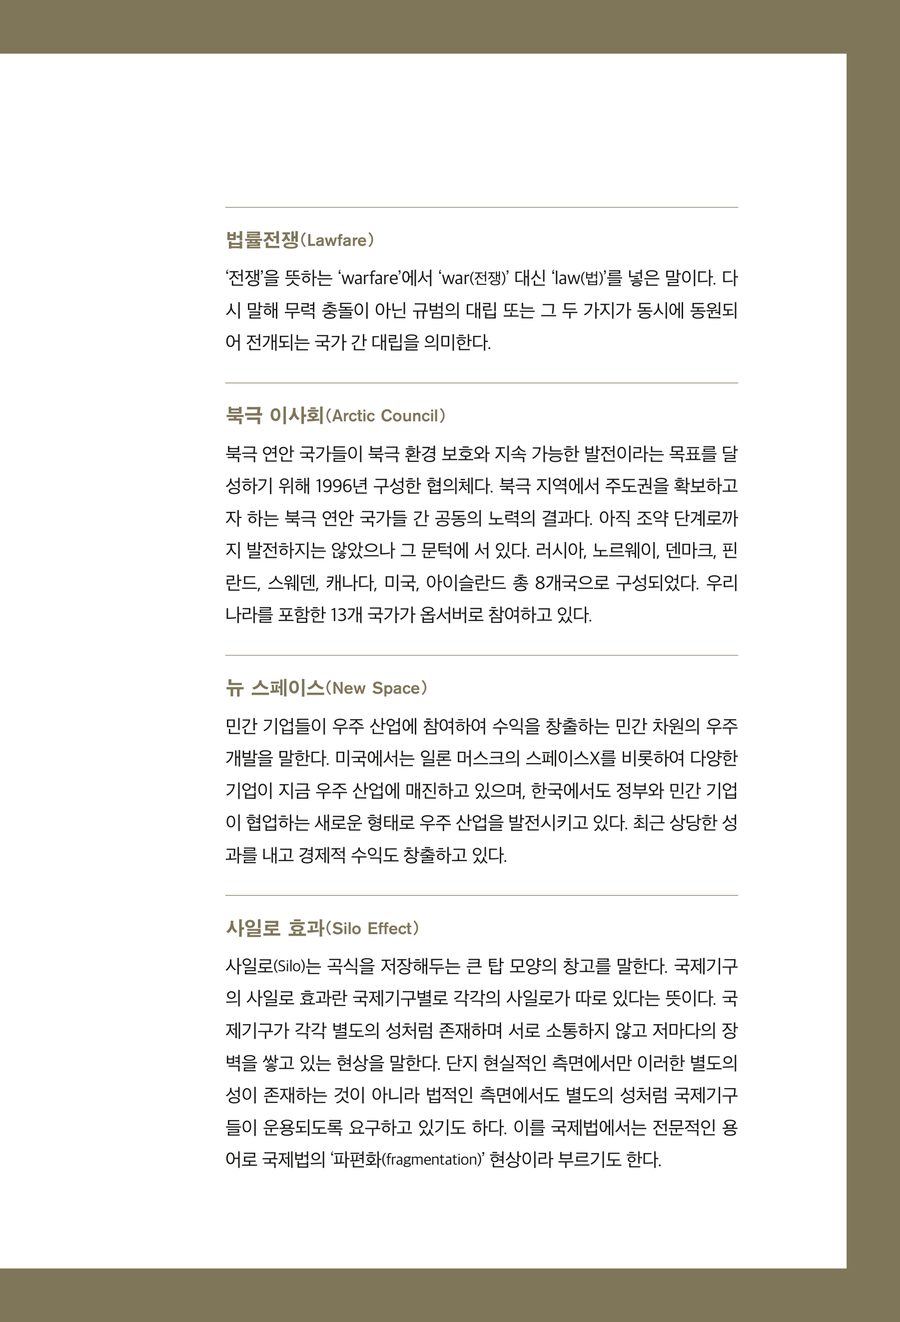 법률전쟁(Lawfare)
‘전쟁’을 뜻하는 ‘warfare’에서 ‘war(전쟁)’ 대신 ‘law(법)’를 넣은 말이다. 다
시 말해 무력 충돌이 아닌 규범의 대립 또는 그 두 가지가 동시에 동원되
어 전개되는 국가 간 대립을 의미한다.
북극 이사회(Arctic Council)
북극 연안 국가들이 북극 환경 보호와 지속 가능한 발전이라는 목표를 달
성하기 위해 1996년 구성한 협의체다. 북극 지역에서 주도권을 확보하고
자 하는 북극 연안 국가들 간 공동의 노력의 결과다. 아직 조약 단계로까
지 발전하지는 않았으나 그 문턱에 서 있다. 러시아, 노르웨이, 덴마크, 핀
란드, 스웨덴, 캐나다, 미국, 아이슬란드 총 8개국으로 구성되었다. 우리
나라를 포함한 13개 국가가 옵서버로 참여하고 있다.
뉴 스페이스(New Space)
민간 기업들이 우주 산업에 참여하여 수익을 창출하는 민간 차원의 우주
개발을 말한다. 미국에서는 일론 머스크의 스페이스X를 비롯하여 다양한
기업이 지금 우주 산업에 매진하고 있으며, 한국에서도 정부와 민간 기업
이 협업하는 새로운 형태로 우주 산업을 발전시키고 있다. 최근 상당한 성
과를 내고 경제적 수익도 창출하고 있다.
사일로 효과(Silo Effect)
사일로(Silo)는 곡식을 저장해두는 큰 탑 모양의 창고를 말한다. 국제기구
의 사일로 효과란 국제기구별로 각각의 사일로가 따로 있다는 뜻이다. 국
제기구가 각각 별도의 성처럼 존재하며 서로 소통하지 않고 저마다의 장
벽을 쌓고 있는 현상을 말한다. 단지 현실적인 측면에서만 이러한 별도의
성이 존재하는 것이 아니라 법적인 측면에서도 별도의 성처럼 국제기구
들이 운용되도록 요구하고 있기도 하다. 이를 국제법에서는 전문적인 용
어로 국제법의 ‘파편화(fragmentation)’ 현상이라 부르기도 한다.